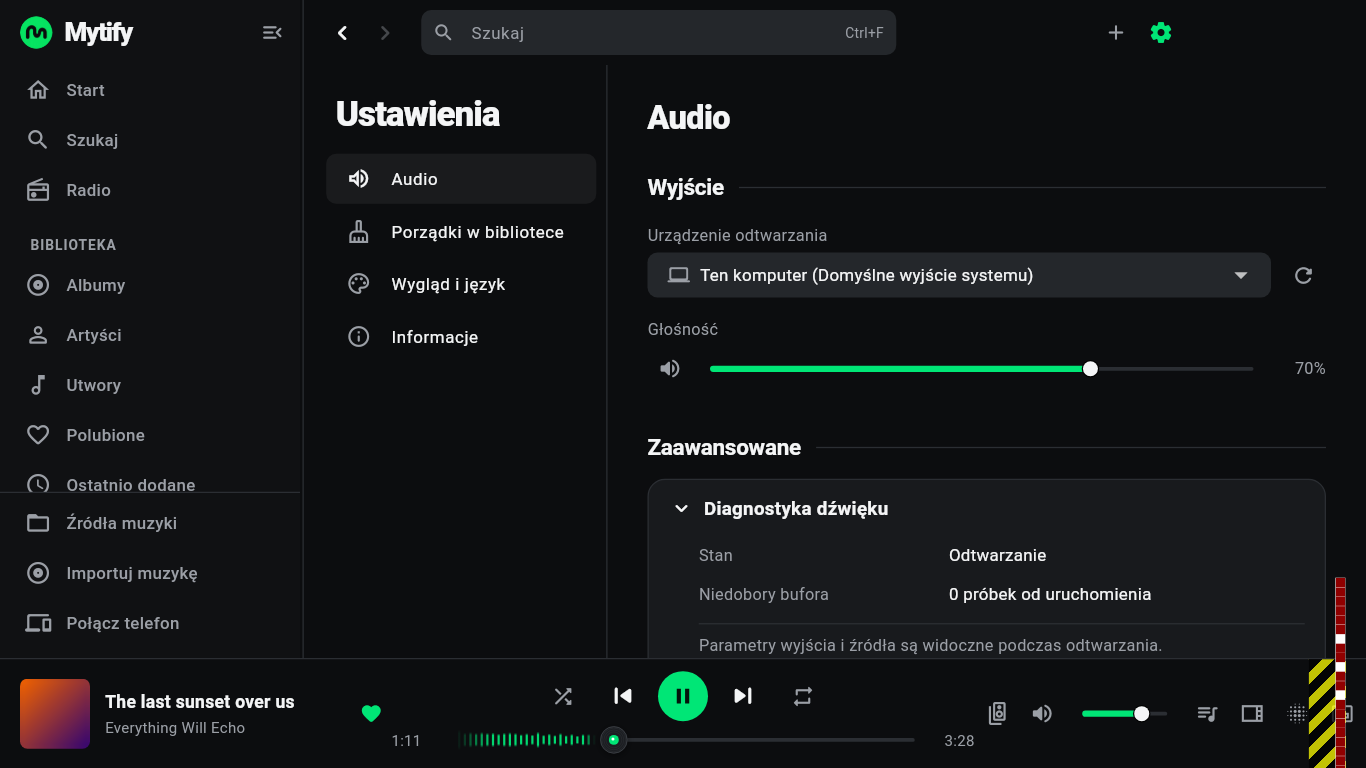 Mytify
Szukaj
Ctrl+F
Start
Szukaj
Radio
BIBLIOTEKA
Albumy
Artyści
Utwory
Polubione
Ostatnio dodane
Źródła muzyki
Importuj muzykę
Połącz telefon
Ustawienia
Audio
Porządki w bibliotece
Wygląd i język
Informacje
Audio
Wyjście
Urządzenie odtwarzania
Ten komputer (Domyślne wyjście systemu)
Głośność
70%
Zaawansowane
Diagnostyka dźwięku
Stan
Odtwarzanie
Niedobory bufora
0 próbek od uruchomienia
Parametry wyjścia i źródła są widoczne podczas odtwarzania.
The last sunset over us
Everything Will Echo
1:11
3:28